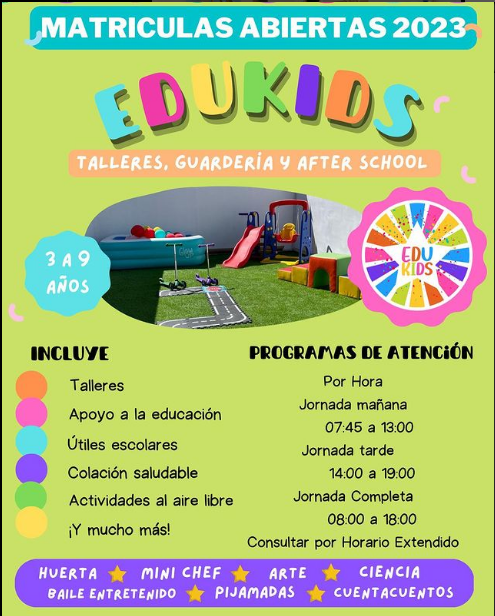 MATRICULAS ABIERTAS 2023
EDUKIDS
TALLERES, GUARDERÍA Y AFTER SCHOOL
3 A 9
AÑOS
EDU
KIDS
INCLUYE
Talleres
Apoyo a la educación
Útiles escolares
Colación saludable
Actividades al aire libre
¡Y mucho más!
PROGRAMAS DE ATENCIÓN
Por Hora
Jornada mañana
07:45 a 13:00
Jornada tarde
14:00 a 19:00
Jornada Completa
08:00 a 18:00
Consultar por Horario Extendido
HUERTA MINI CHEF ARTE CIENCIA
BAILE ENTRETENIDO PIJAMADAS CUENTACUENTOS